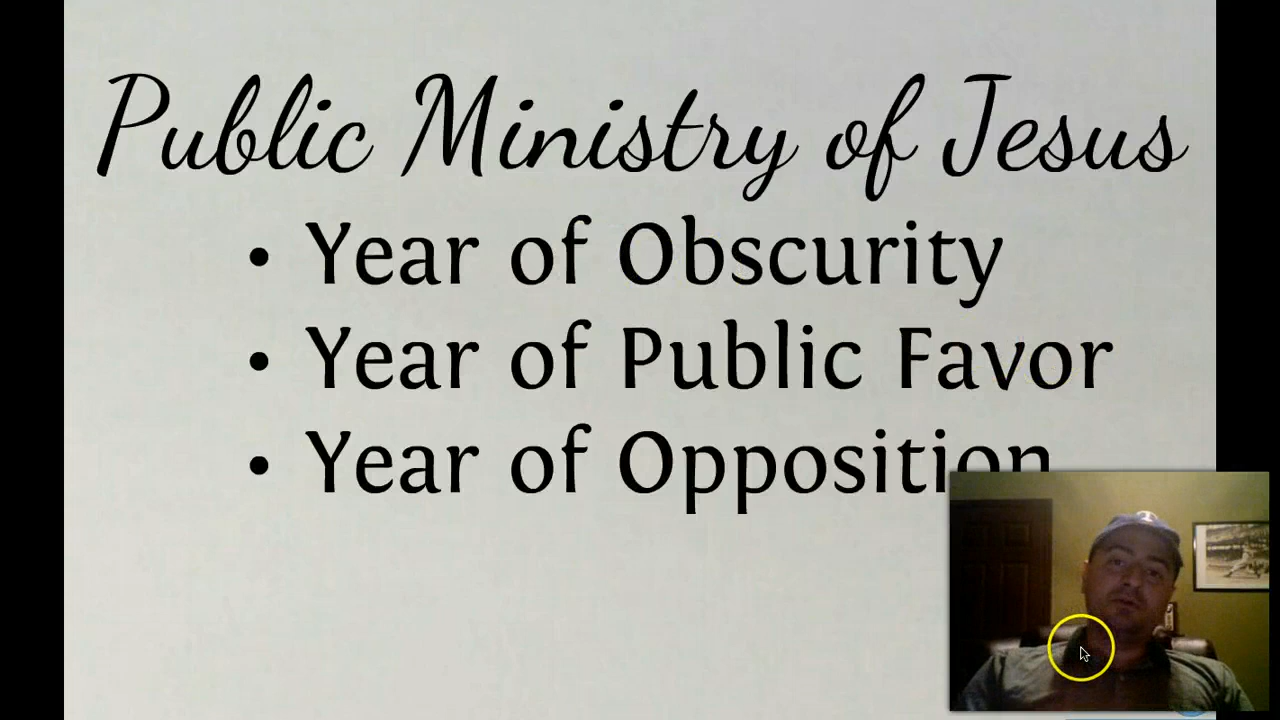 Public Ministry of Jesus
• Year of Obscurity
• Year of Public Favor
• Year of Opposition
T